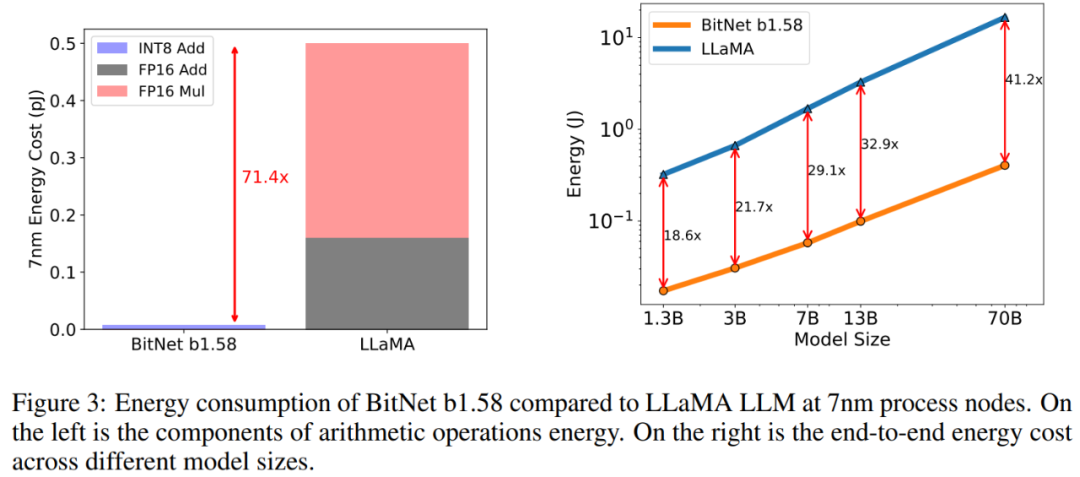 0.5
0.4
0.3
0.2
0.1
0.0
7nm Energy Cost (pJ)
INT8 Add
FP16 Add
FP16 Mul
71.4x
BitNet b1.58
LLaMA
10¹
10⁰
10⁻¹
Energy (J)
BitNet b1.58
LLaMA
18.6x
21.7x
29.1x
32.9x
41.2x
1.3B
3B
7B
13B
70B
Model Size
Figure 3: Energy consumption of BitNet b1.58 compared to LLaMA LLM at 7nm process nodes. On
the left is the components of arithmetic operations energy. On the right is the end-to-end energy cost
across different model sizes.